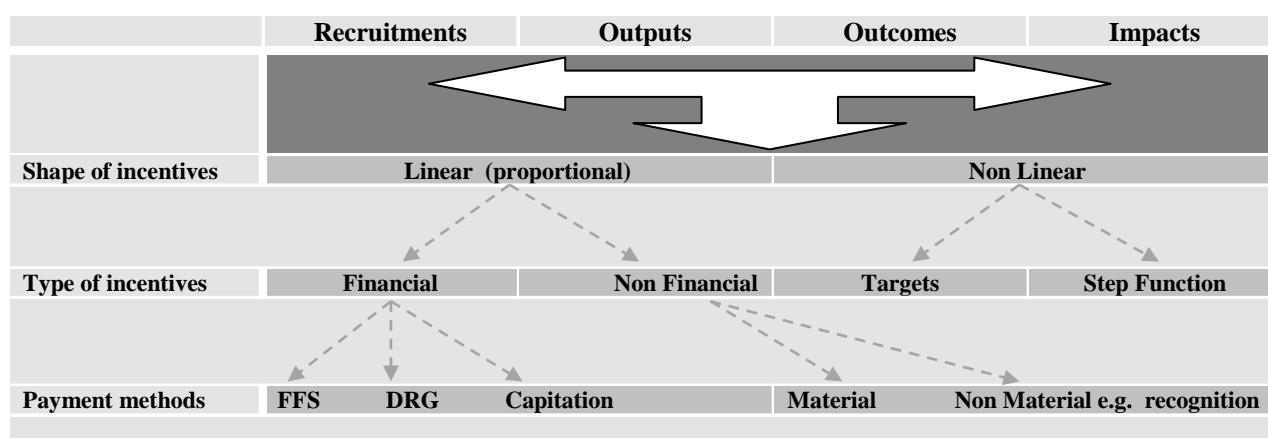 Recruitments Outputs Outcomes Impacts
Shape of incentives Linear (proportional) Non Linear
Type of incentives Financial Non Financial Targets Step Function
Payment methods FFS DRG Capitation Material Non Material e.g. recognition